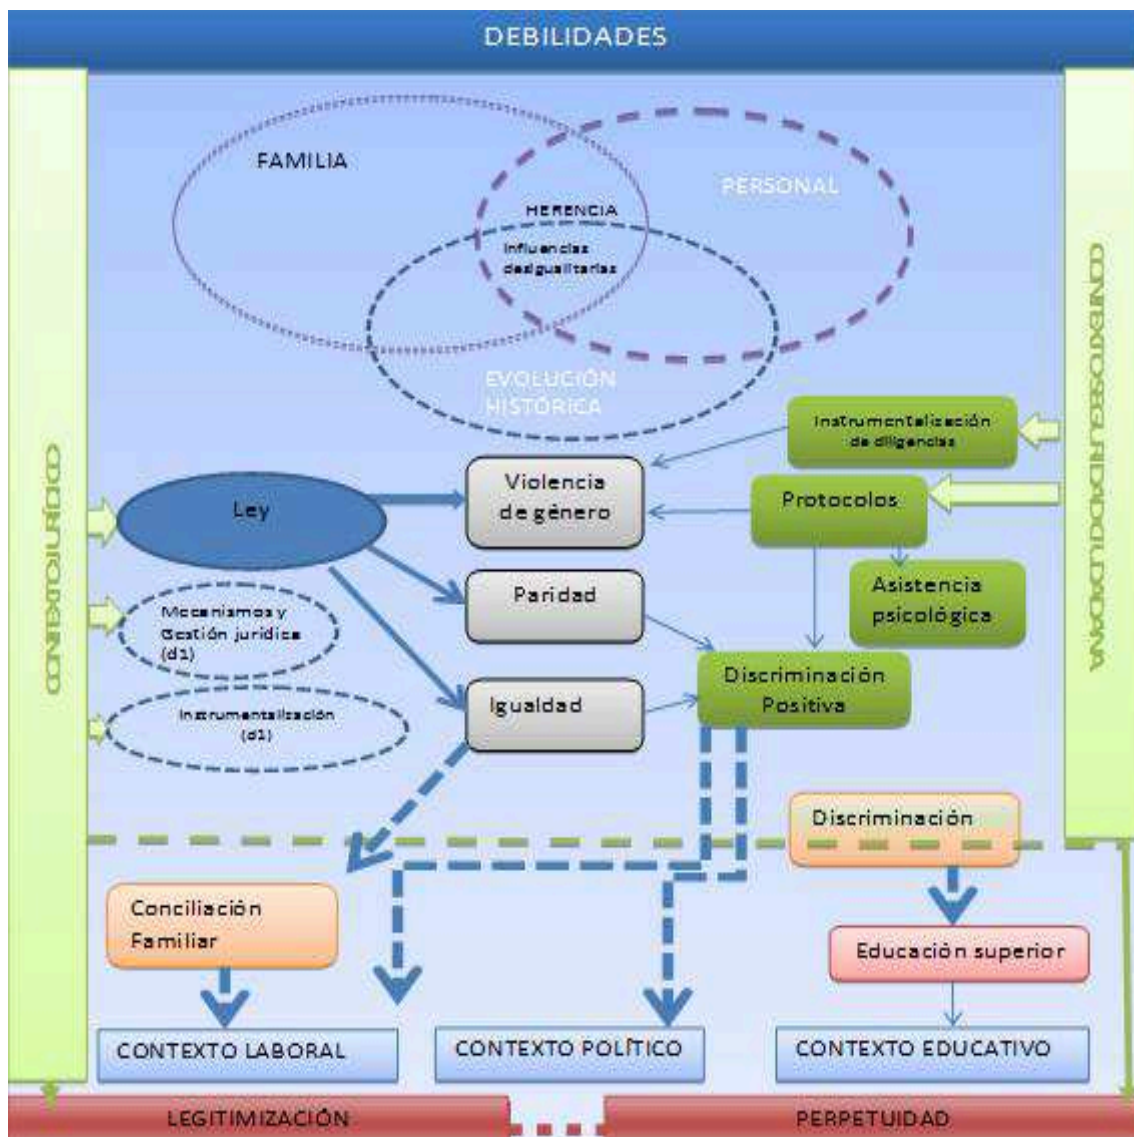 DEBILIDADES
FAMILIA
PERSONAL
HERENCIA
Influencias
desigualitarias
EVOLUCIÓN
HISTÓRICA
Instrumentalización
de diligencias
Ley
Violencia
de género
Protocolos
Mecanismos y
Gestión jurídica
(d1)
Paridad
Asistencia
psicológica
Instrumentalización
(d1)
Igualdad
Discriminación
Positiva
Discriminación
Conciliación
Familiar
Educación superior
CONTEXTO LABORAL
CONTEXTO POLÍTICO
CONTEXTO EDUCATIVO
LEGITIMIZACIÓN
PERPETUIDAD